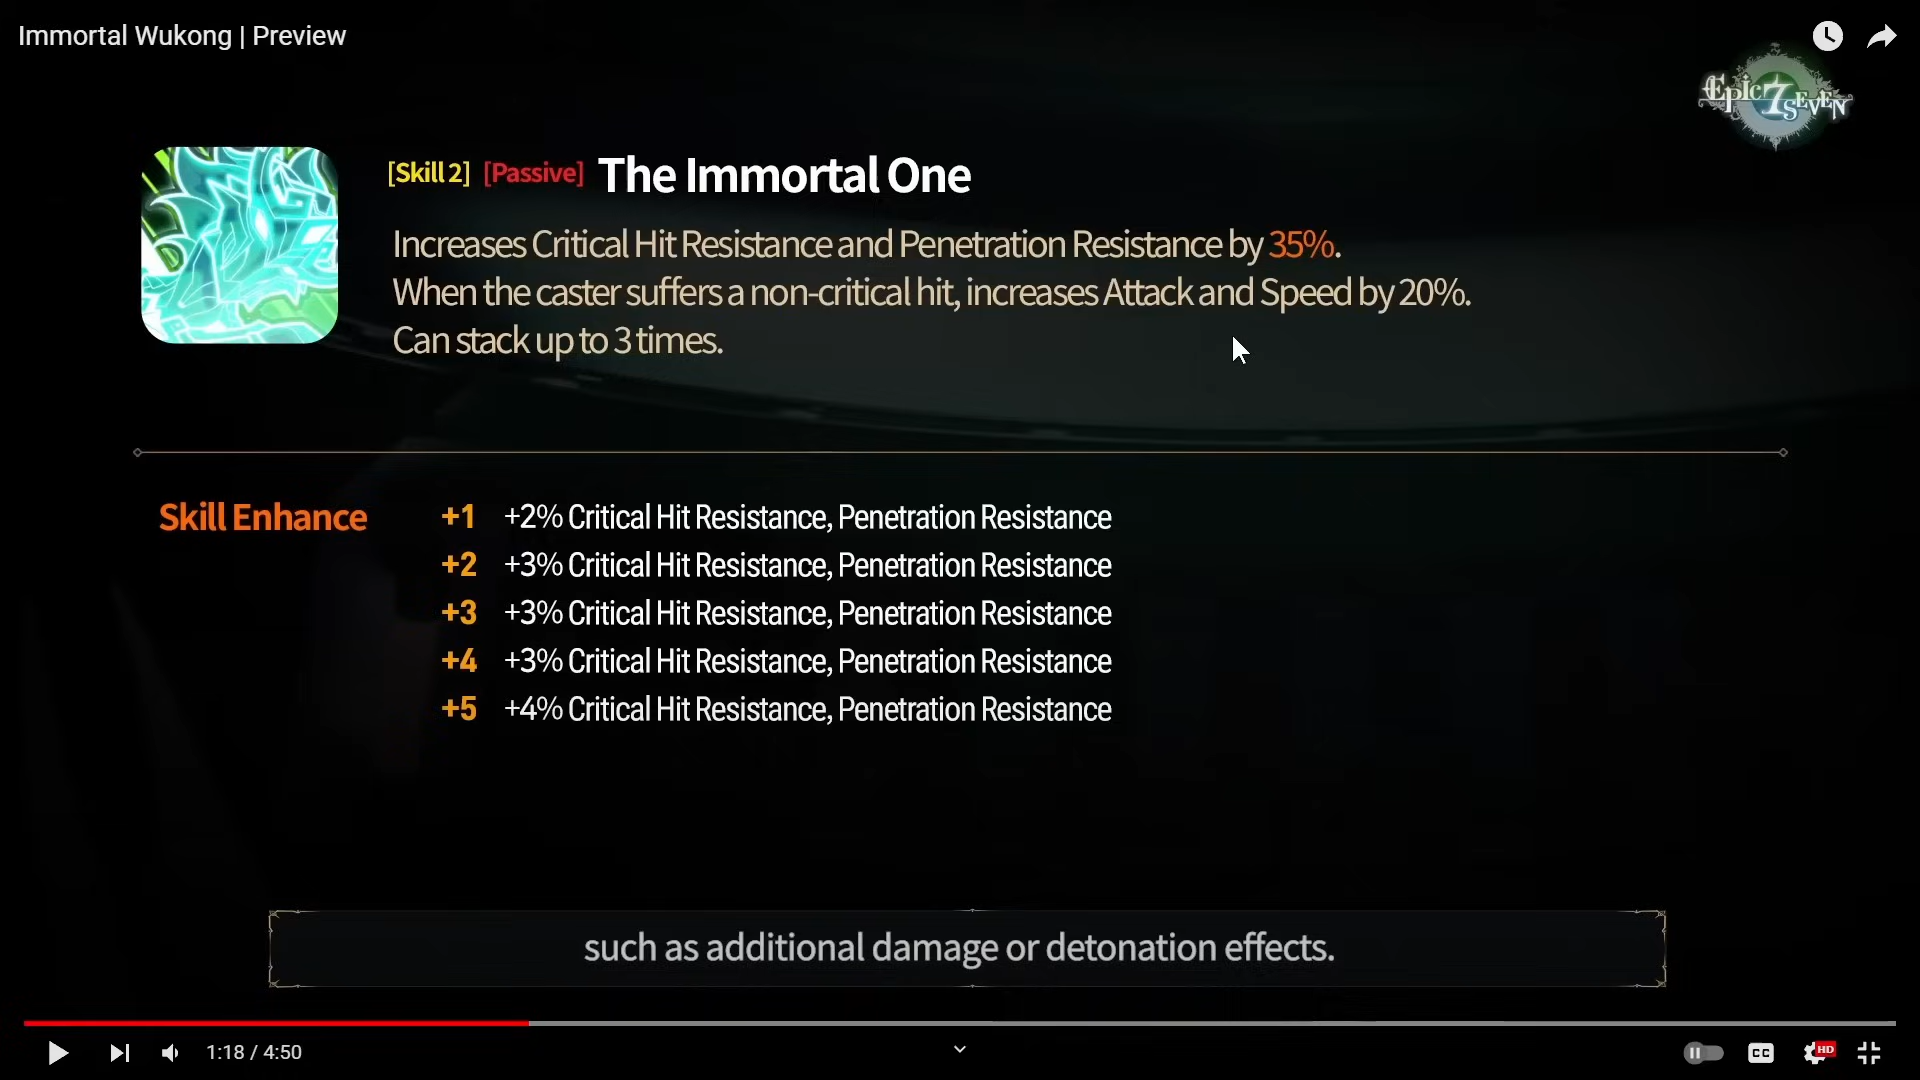 Immortal Wukong | Preview
Epic Seven
[Skill 2] [Passive] The Immortal One
Increases Critical Hit Resistance and Penetration Resistance by 35%.
When the caster suffers a non-critical hit, increases Attack and Speed by 20%.
Can stack up to 3 times.
Skill Enhance
+1 +2% Critical Hit Resistance, Penetration Resistance
+2 +3% Critical Hit Resistance, Penetration Resistance
+3 +3% Critical Hit Resistance, Penetration Resistance
+4 +3% Critical Hit Resistance, Penetration Resistance
+5 +4% Critical Hit Resistance, Penetration Resistance
such as additional damage or detonation effects.
1:18 / 4:50
CC
HD